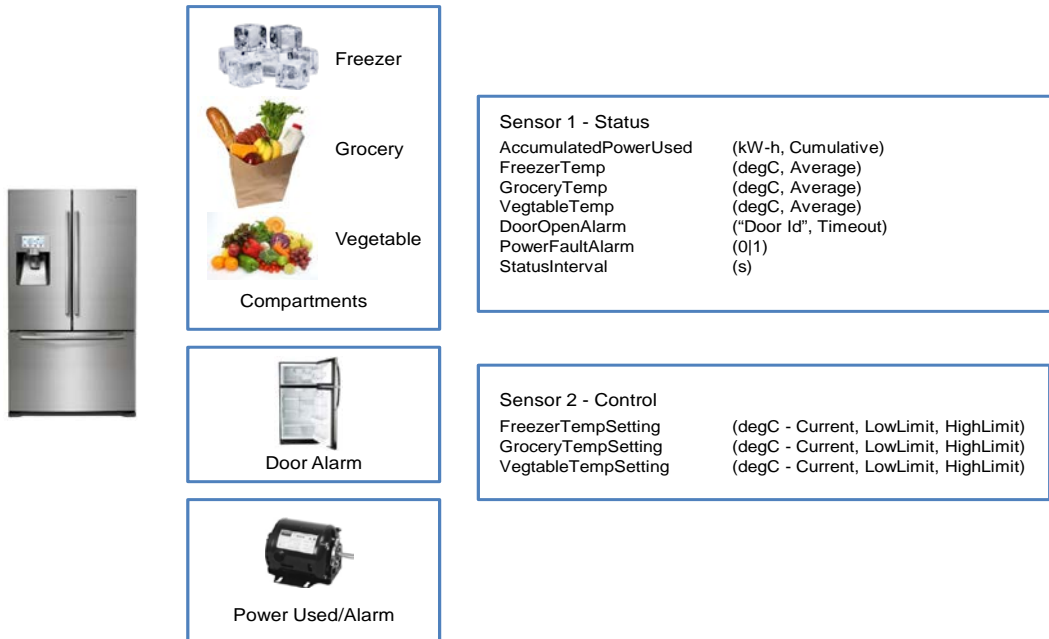 Freezer
Grocery
Vegetable
Compartments
Door Alarm
Power Used/Alarm
Sensor 1 - Status
AccumulatedPowerUsed (kW-h, Cumulative)
FreezerTemp (degC, Average)
GroceryTemp (degC, Average)
VegtableTemp (degC, Average)
DoorOpenAlarm (“Door Id”, Timeout)
PowerFaultAlarm (0|1)
StatusInterval (s)
Sensor 2 - Control
FreezerTempSetting (degC - Current, LowLimit, HighLimit)
GroceryTempSetting (degC - Current, LowLimit, HighLimit)
VegtableTempSetting (degC - Current, LowLimit, HighLimit)